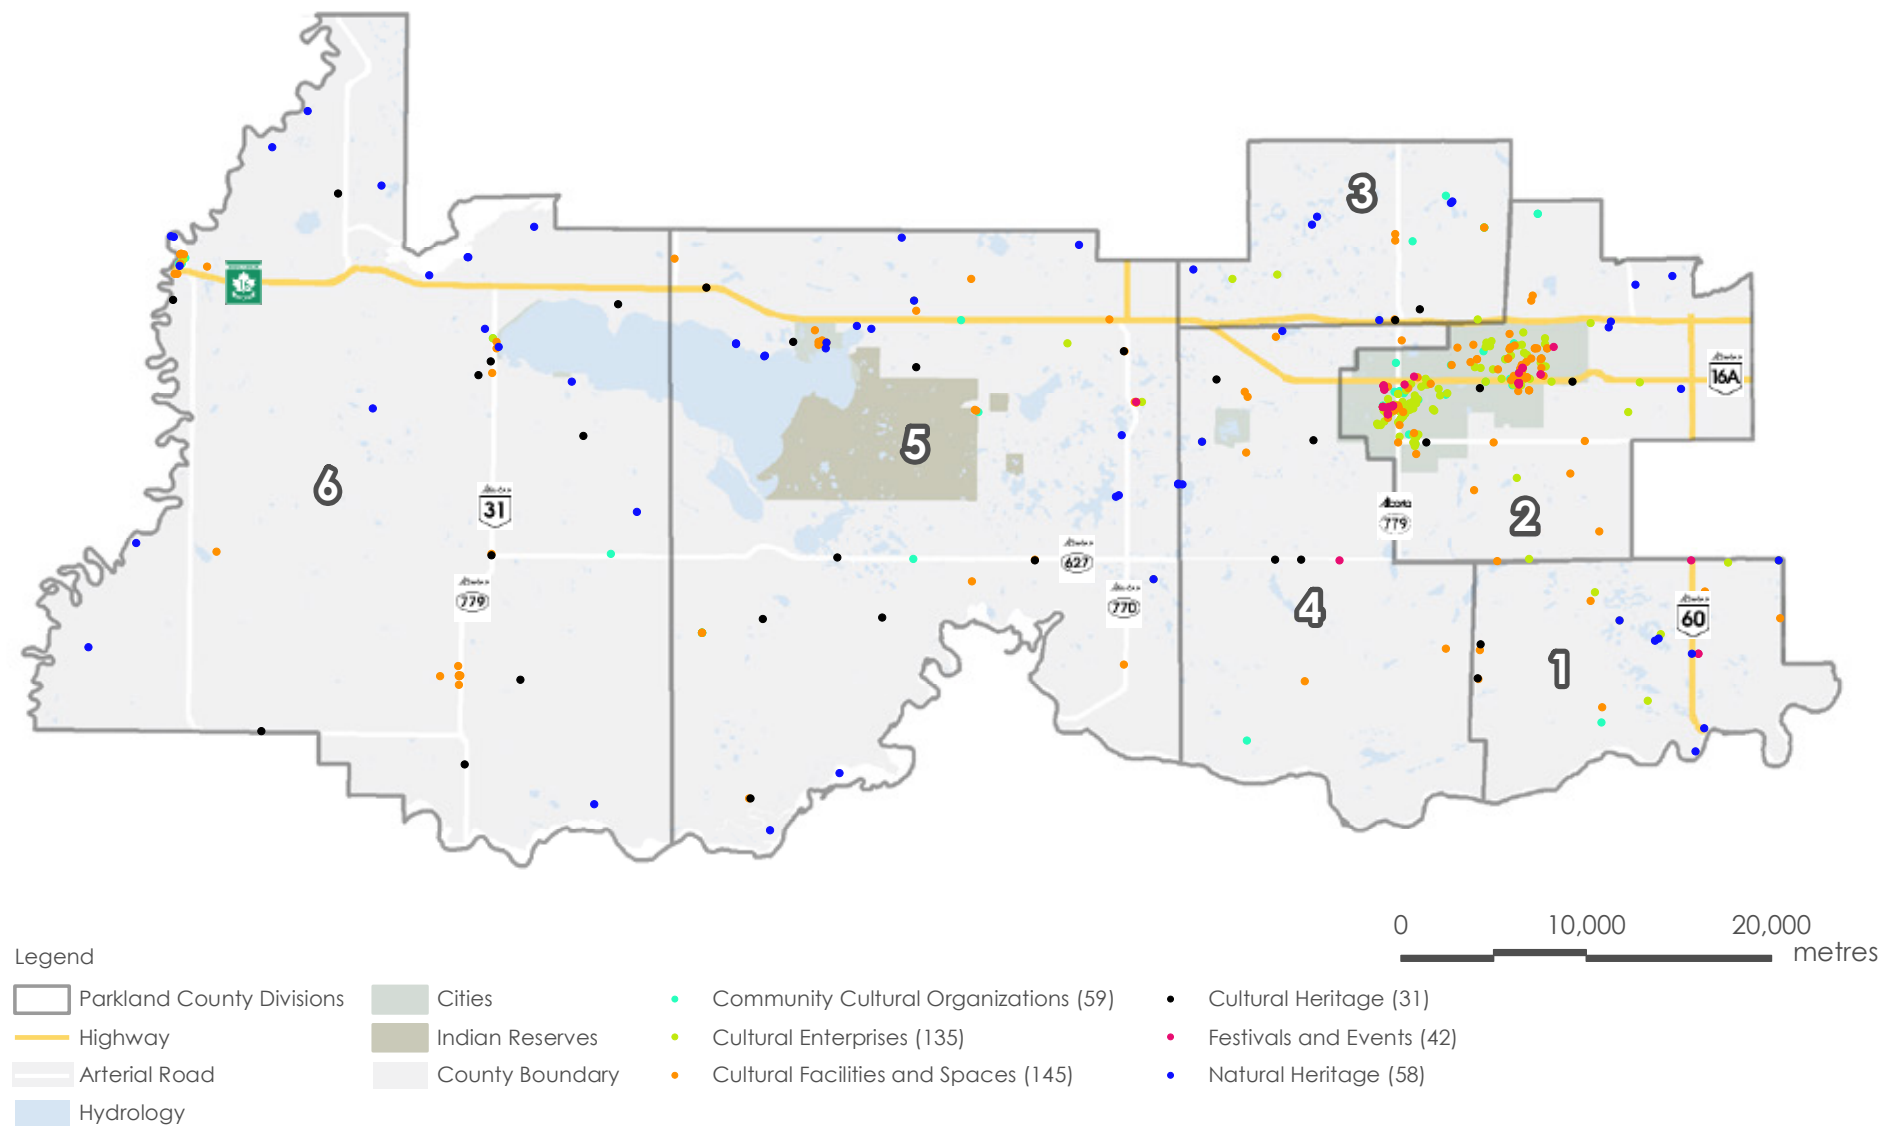 3
16
16A
5
6
31
Alberta
779
2
627
779
770
4
60
1
0 10,000 20,000
metres
Legend
Parkland County Divisions
Cities
Community Cultural Organizations (59)
Cultural Heritage (31)
Highway
Indian Reserves
Cultural Enterprises (135)
Festivals and Events (42)
Arterial Road
County Boundary
Cultural Facilities and Spaces (145)
Natural Heritage (58)
Hydrology